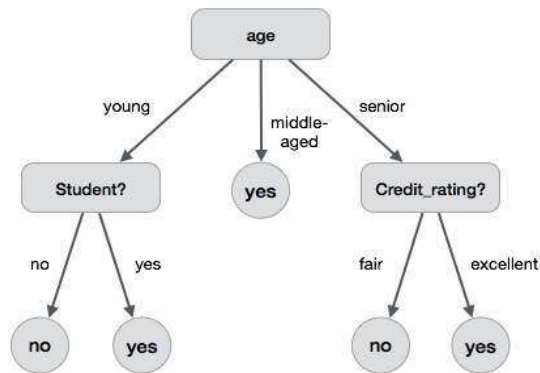 age
young
middle-
aged
senior
Student?
yes
Credit_rating?
no
yes
fair
excellent
no
yes
no
yes